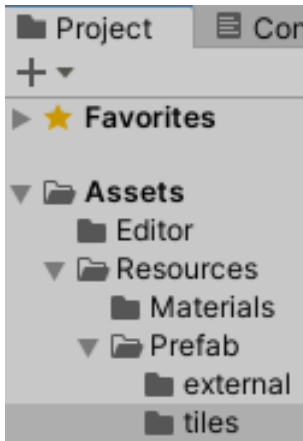 Project Con
Favorites
Assets
Editor
Resources
Materials
Prefab
external
tiles